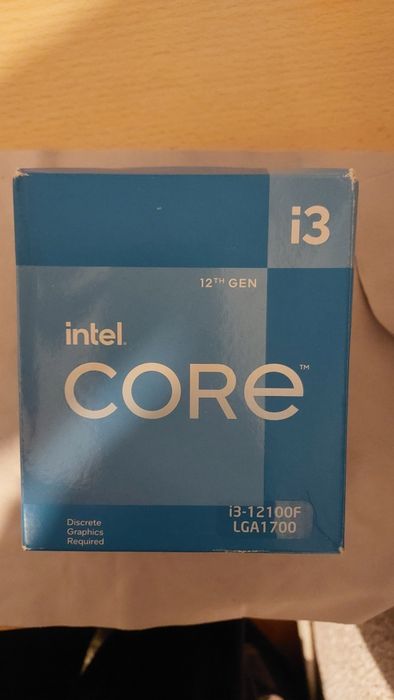 i3
12TH GEN
intel.
CORe™
i3-12100F
LGA1700
Discrete
Graphics
Required